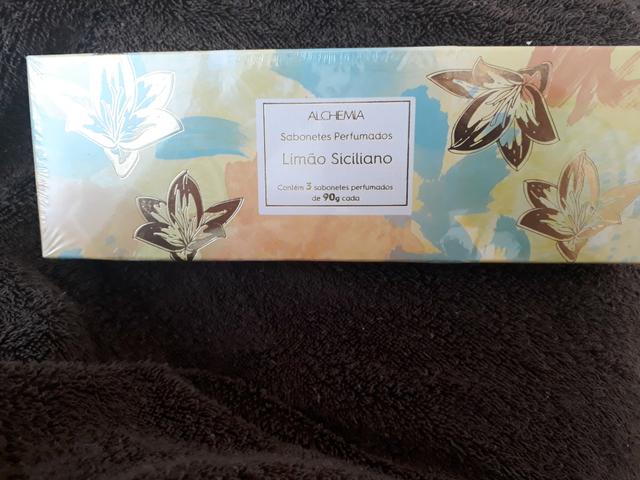 ALCHEMIA
Sabonetes Perfumados
Limão Siciliano
Contém 3 sabonetes perfumados
de 90g cada